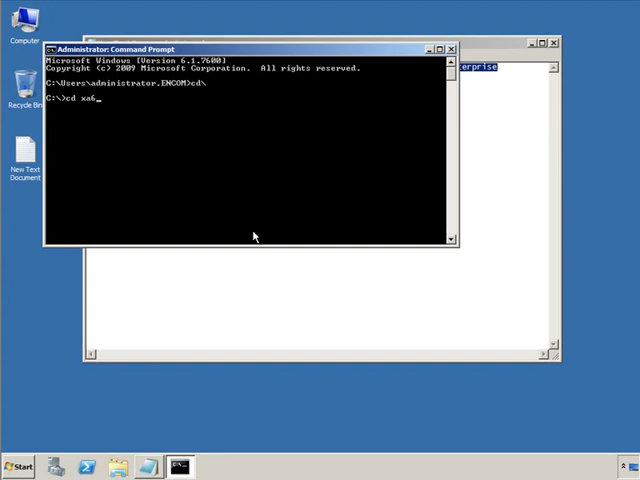 Computer
Recycle Bin
New Text
Document
Administrator: Command Prompt
Microsoft Windows [Version 6.1.7600]
Copyright (c) 2009 Microsoft Corporation.  All rights reserved.
C:\Users\administrator.ENCOM>cd\
C:\>cd xa6_
erprise
Start